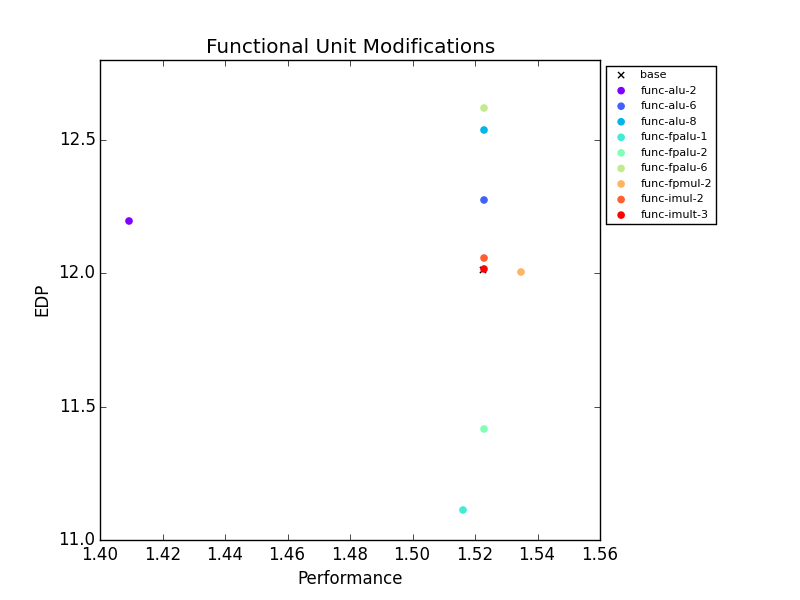 Functional Unit Modifications
base
func-alu-2
func-alu-6
func-alu-8
func-fpalu-1
func-fpalu-2
func-fpalu-6
func-fpmul-2
func-imul-2
func-imult-3
12.5
12.0
11.5
11.0
EDP
1.40 1.42 1.44 1.46 1.48 1.50 1.52 1.54 1.56
Performance